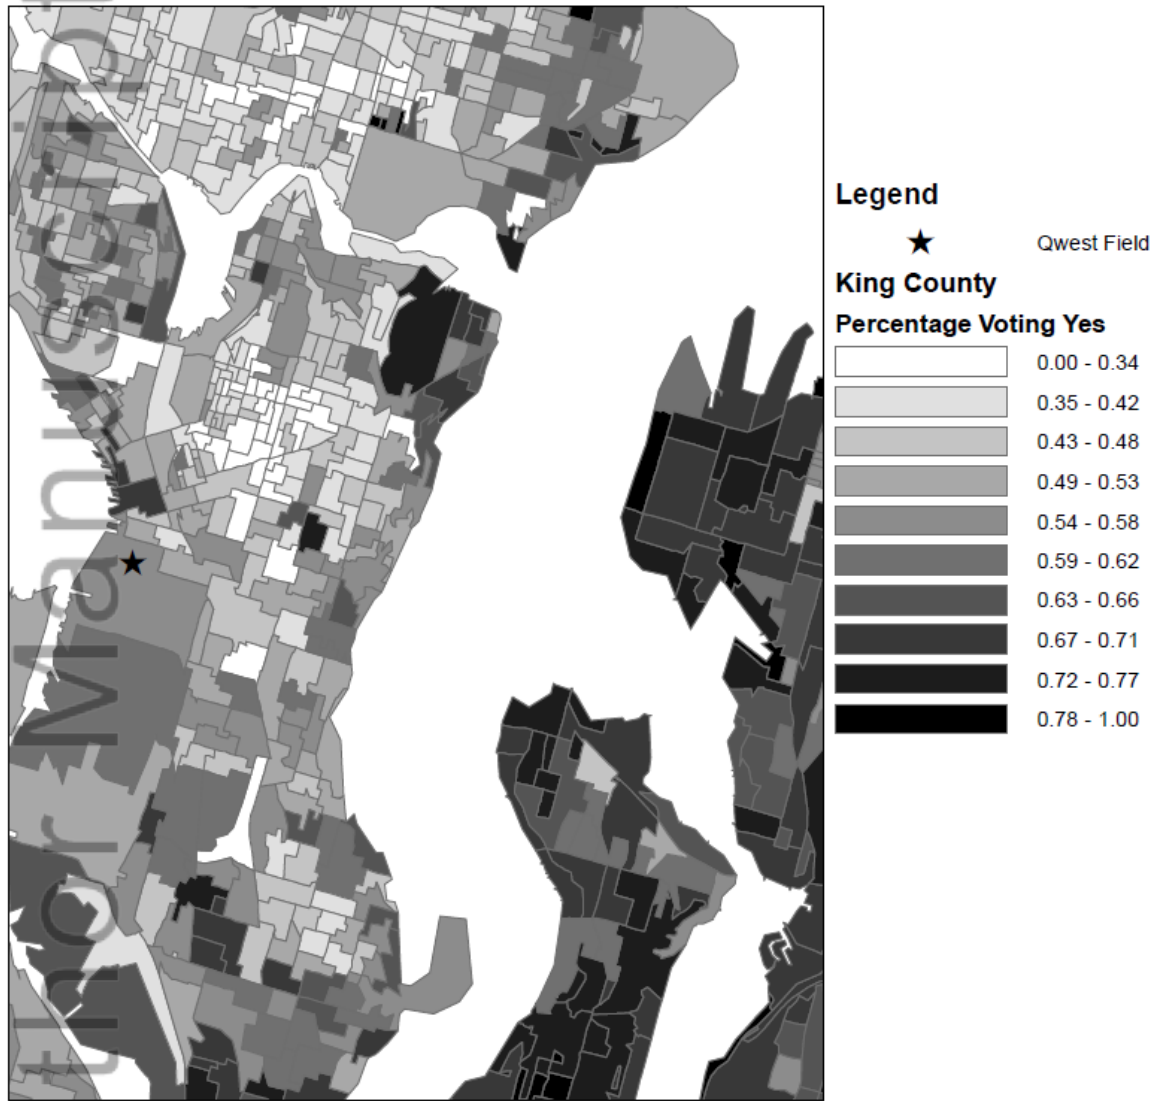 Legend
Qwest Field
King County
Percentage Voting Yes
0.00 - 0.34
0.35 - 0.42
0.43 - 0.48
0.49 - 0.53
0.54 - 0.58
0.59 - 0.62
0.63 - 0.66
0.67 - 0.71
0.72 - 0.77
0.78 - 1.00
hor Manuscript